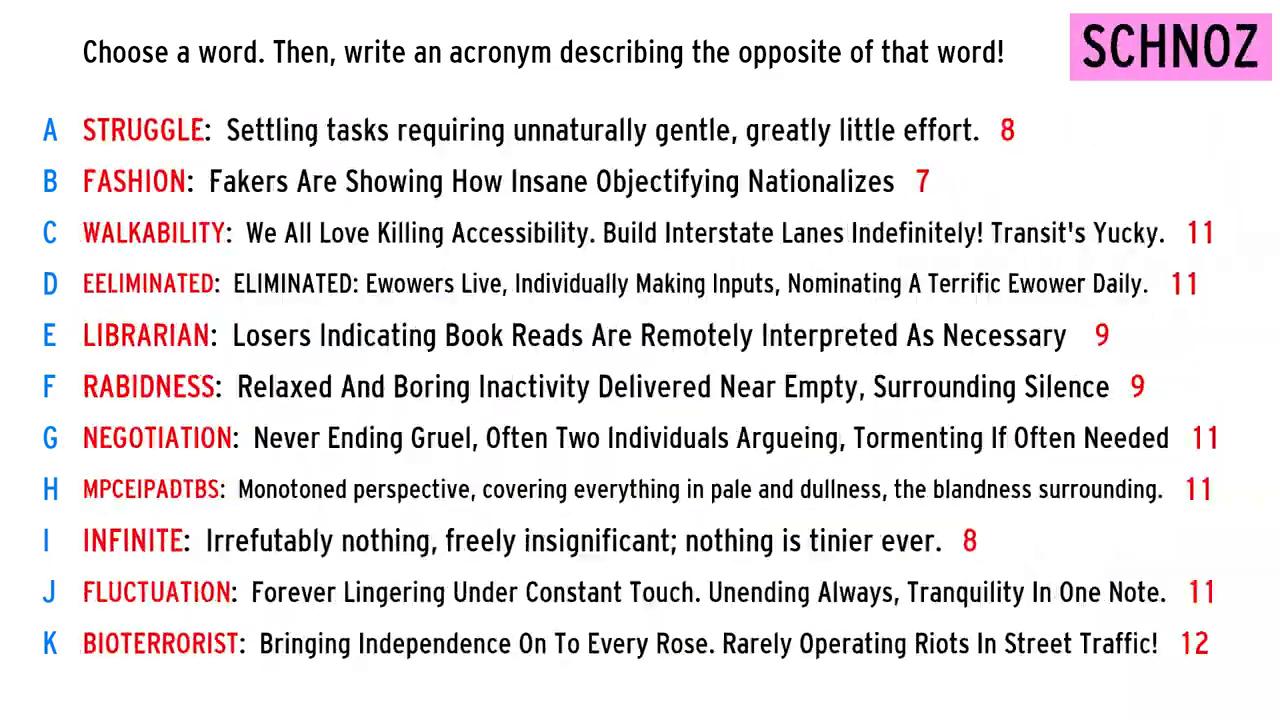 Choose a word. Then, write an acronym describing the opposite of that word!
SCHNOZ
A STRUGGLE: Settling tasks requiring unnaturally gentle, greatly little effort. 8
B FASHION: Fakers Are Showing How Insane Objectifying Nationalizes 7
C WALKABILITY: We All Love Killing Accessibility. Build Interstate Lanes Indefinitely! Transit's Yucky. 11
D EELIMINATED: ELIMINATED: Ewowers Live, Individually Making Inputs, Nominating A Terrific Ewower Daily. 11
E LIBRARIAN: Losers Indicating Book Reads Are Remotely Interpreted As Necessary 9
F RABIDNESS: Relaxed And Boring Inactivity Delivered Near Empty, Surrounding Silence 9
G NEGOTIATION: Never Ending Gruel, Often Two Individuals Argueing, Tormenting If Often Needed 11
H MPCEIPADTBS: Monotoned perspective, covering everything in pale and dullness, the blandness surrounding. 11
I INFINITE: Irrefutably nothing, freely insignificant; nothing is tinier ever. 8
J FLUCTUATION: Forever Lingering Under Constant Touch. Unending Always, Tranquility In One Note. 11
K BIOTERRORIST: Bringing Independence On To Every Rose. Rarely Operating Riots In Street Traffic! 12